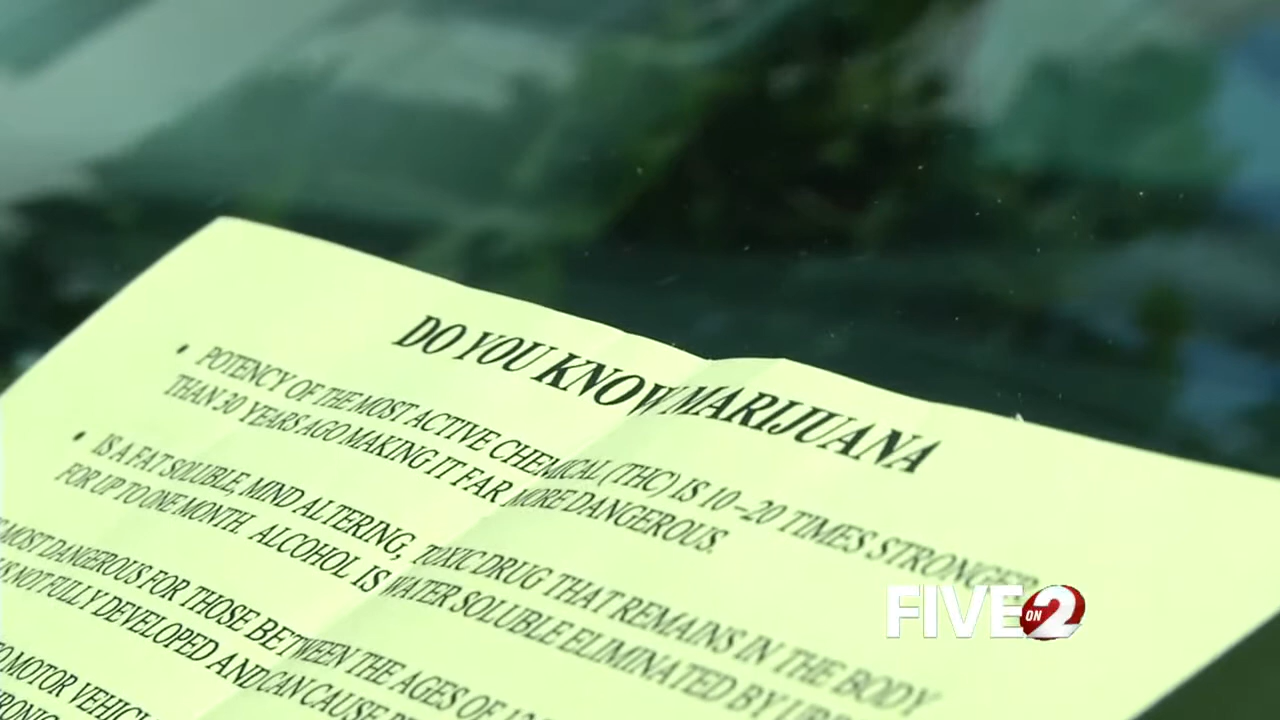 DO YOU KNOW MARIJUANA
• POTENCY OF THE MOST ACTIVE CHEMICAL (THC) IS 10-20 TIMES STRONGER
THAN 30 YEARS AGO MAKING IT FAR MORE DANGEROUS.
• IS A FAT SOLUBLE, MIND ALTERING, TOXIC DRUG THAT REMAINS IN THE BODY
FOR UP TO ONE MONTH. ALCOHOL IS WATER SOLUBLE ELIMINATED BY
MOST DANGEROUS FOR THOSE BETWEEN THE AGES OF
NOT FULLY DEVELOPED AND CAN CAUSE
MOTOR
FIVE ON 2